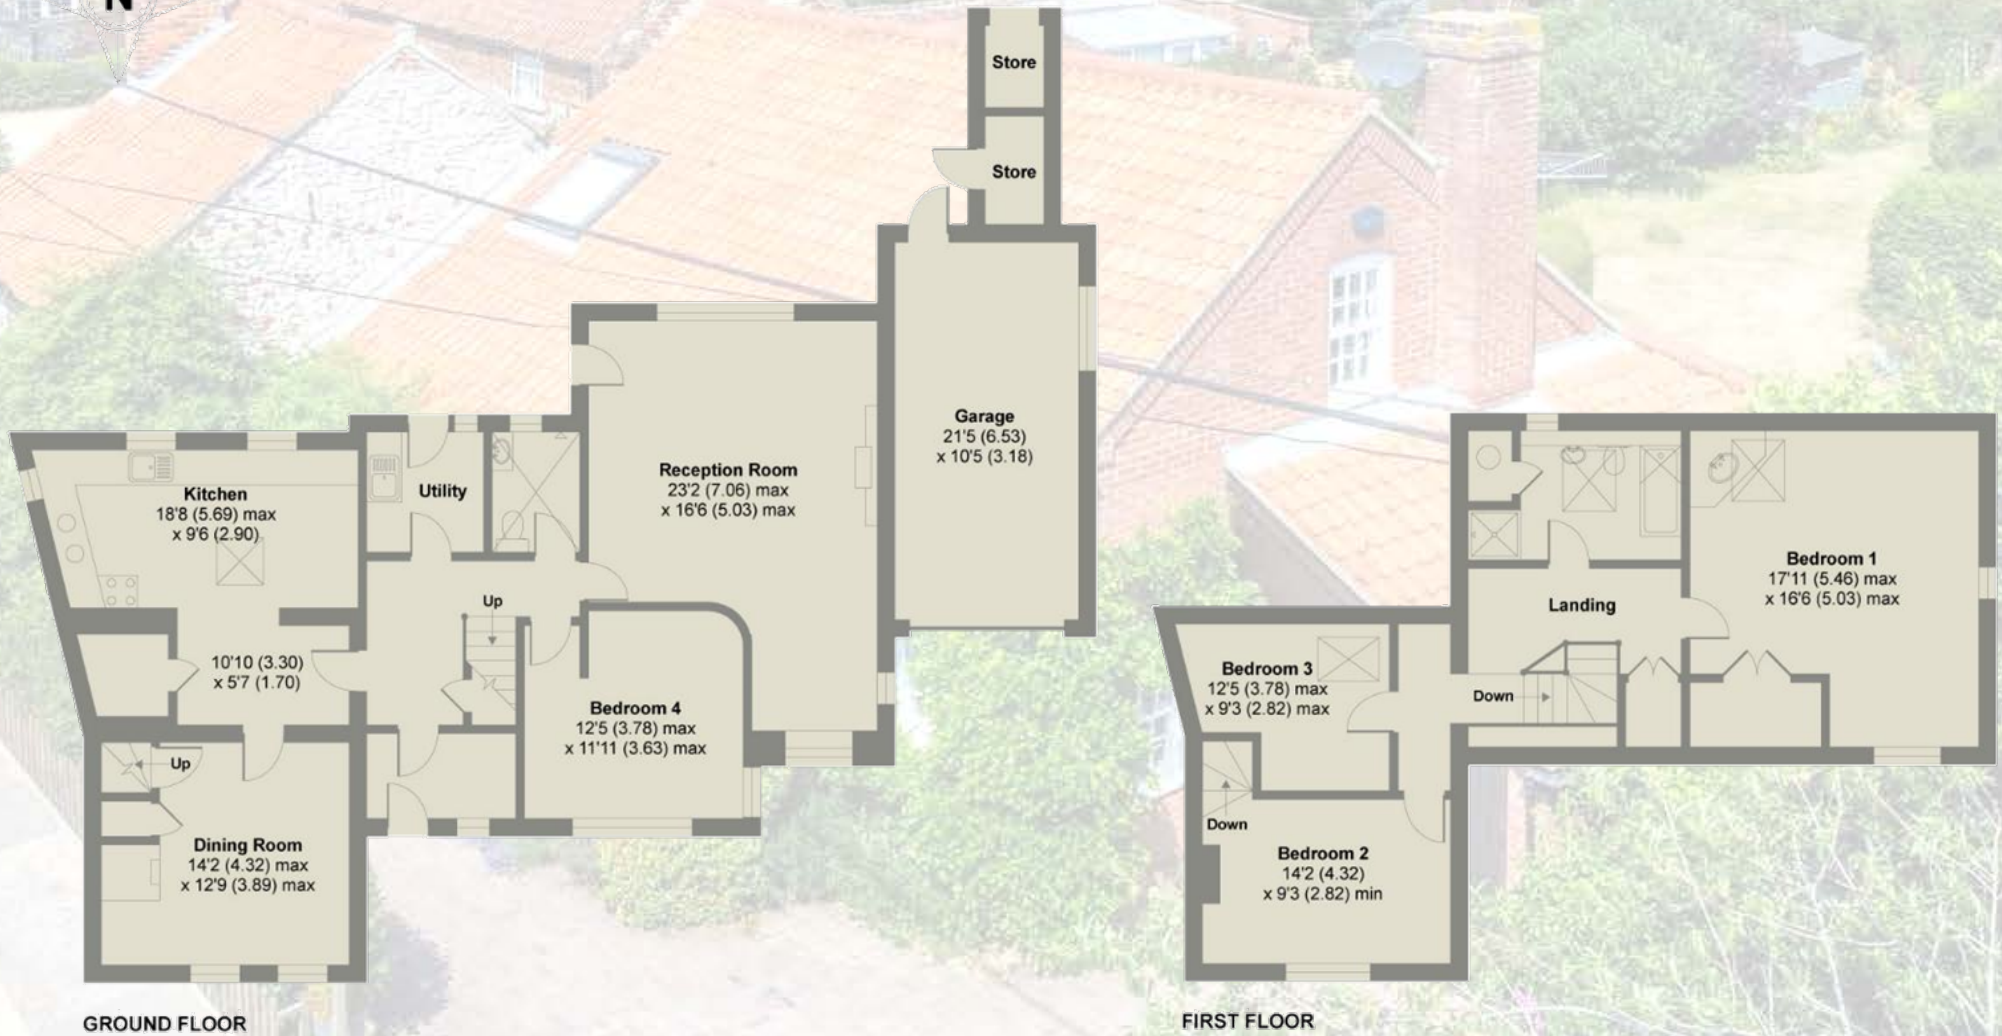 N
Store
Store
Garage
21'5 (6.53)
x 10'5 (3.18)
Reception Room
23'2 (7.06) max
x 16'6 (5.03) max
Utility
Kitchen
18'8 (5.69) max
x 9'6 (2.90)
Up
10'10 (3.30)
x 5'7 (1.70)
Bedroom 4
12'5 (3.78) max
x 11'11 (3.63) max
Up
Dining Room
14'2 (4.32) max
x 12'9 (3.89) max
GROUND FLOOR
Bedroom 1
17'11 (5.46) max
x 16'6 (5.03) max
Landing
Bedroom 3
12'5 (3.78) max
x 9'3 (2.82) max
Down
Down
Bedroom 2
14'2 (4.32)
x 9'3 (2.82) min
FIRST FLOOR